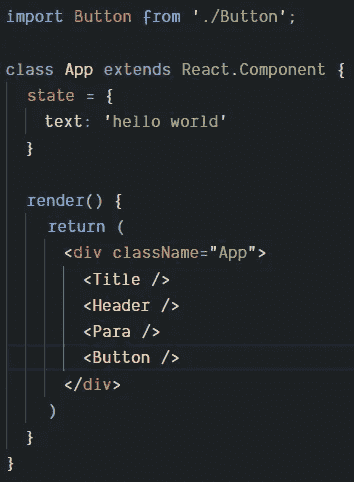 import Button from './Button';
class App extends React.Component {
state = {
text: 'hello world'
}
render() {
return (
<div className="App">
<Title />
<Header />
<Para />
<Button />
</div>
)
}
}